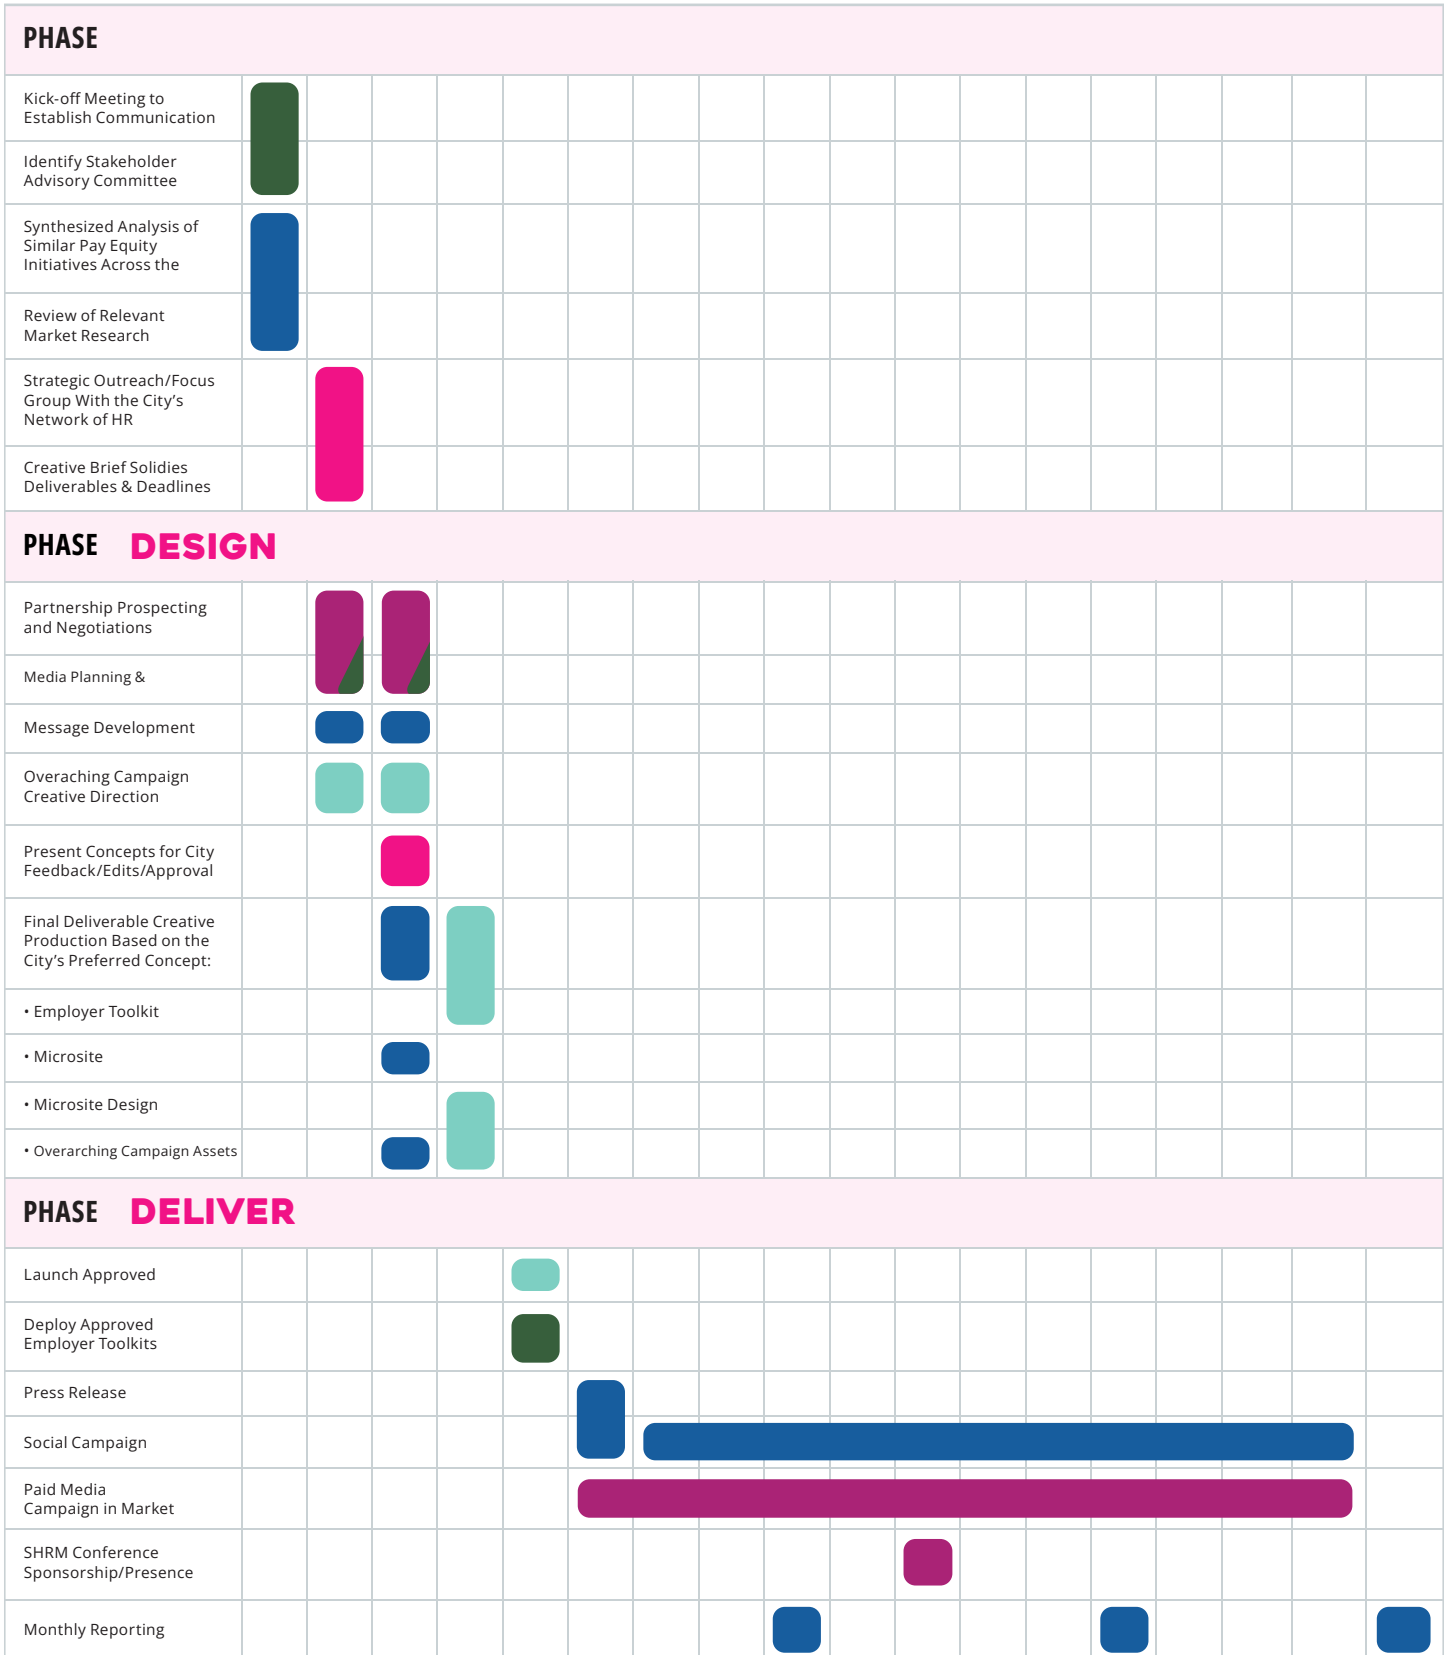 PHASE
Kick-off Meeting to
Establish Communication
Identify Stakeholder
Advisory Committee
Synthesized Analysis of
Similar Pay Equity
Initiatives Across the
Review of Relevant
Market Research
Strategic Outreach/Focus
Group With the City’s
Network of HR
Creative Brief Solidies
Deliverables & Deadlines
PHASE DESIGN
Partnership Prospecting
and Negotiations
Media Planning &
Message Development
Overaching Campaign
Creative Direction
Present Concepts for City
Feedback/Edits/Approval
Final Deliverable Creative
Production Based on the
City’s Preferred Concept:
• Employer Toolkit
• Microsite
• Microsite Design
• Overarching Campaign Assets
PHASE DELIVER
Launch Approved
Deploy Approved
Employer Toolkits
Press Release
Social Campaign
Paid Media
Campaign in Market
SHRM Conference
Sponsorship/Presence
Monthly Reporting